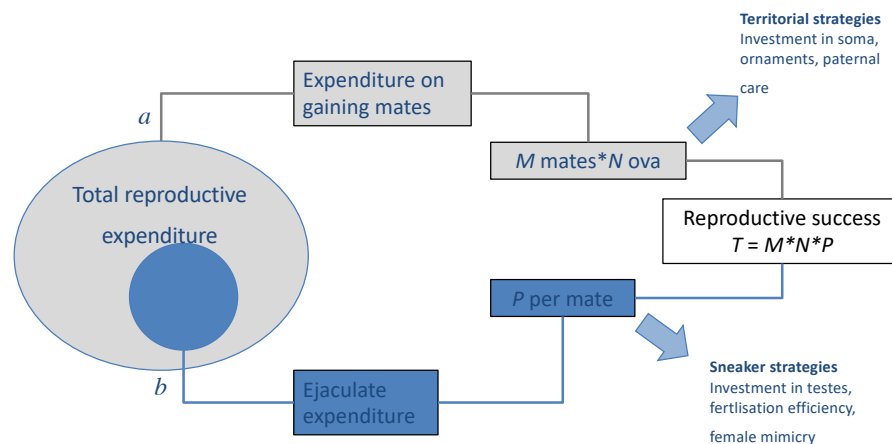 Territorial strategies
Investment in soma,
ornaments, paternal
care
Expenditure on
gaining mates
a
M mates*N ova
Total reproductive
expenditure
Reproductive success
T = M*N*P
P per mate
b
Ejaculate
expenditure
Sneaker strategies
Investment in testes,
fertlisation efficiency,
female mimicry